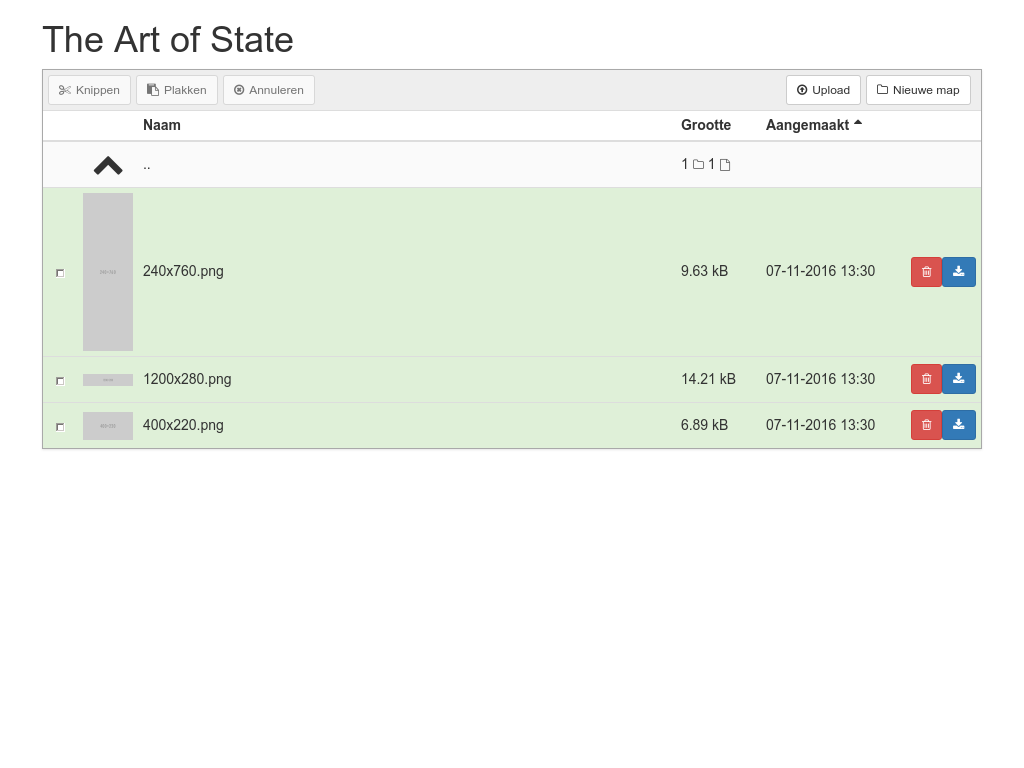 The Art of State
Knippen Plakken Annuleren Upload Nieuwe map
Naam Grootte Aangemaakt
.. 1 1
240x760.png 9.63 kB 07-11-2016 13:30
1200x280.png 14.21 kB 07-11-2016 13:30
400x220.png 6.89 kB 07-11-2016 13:30